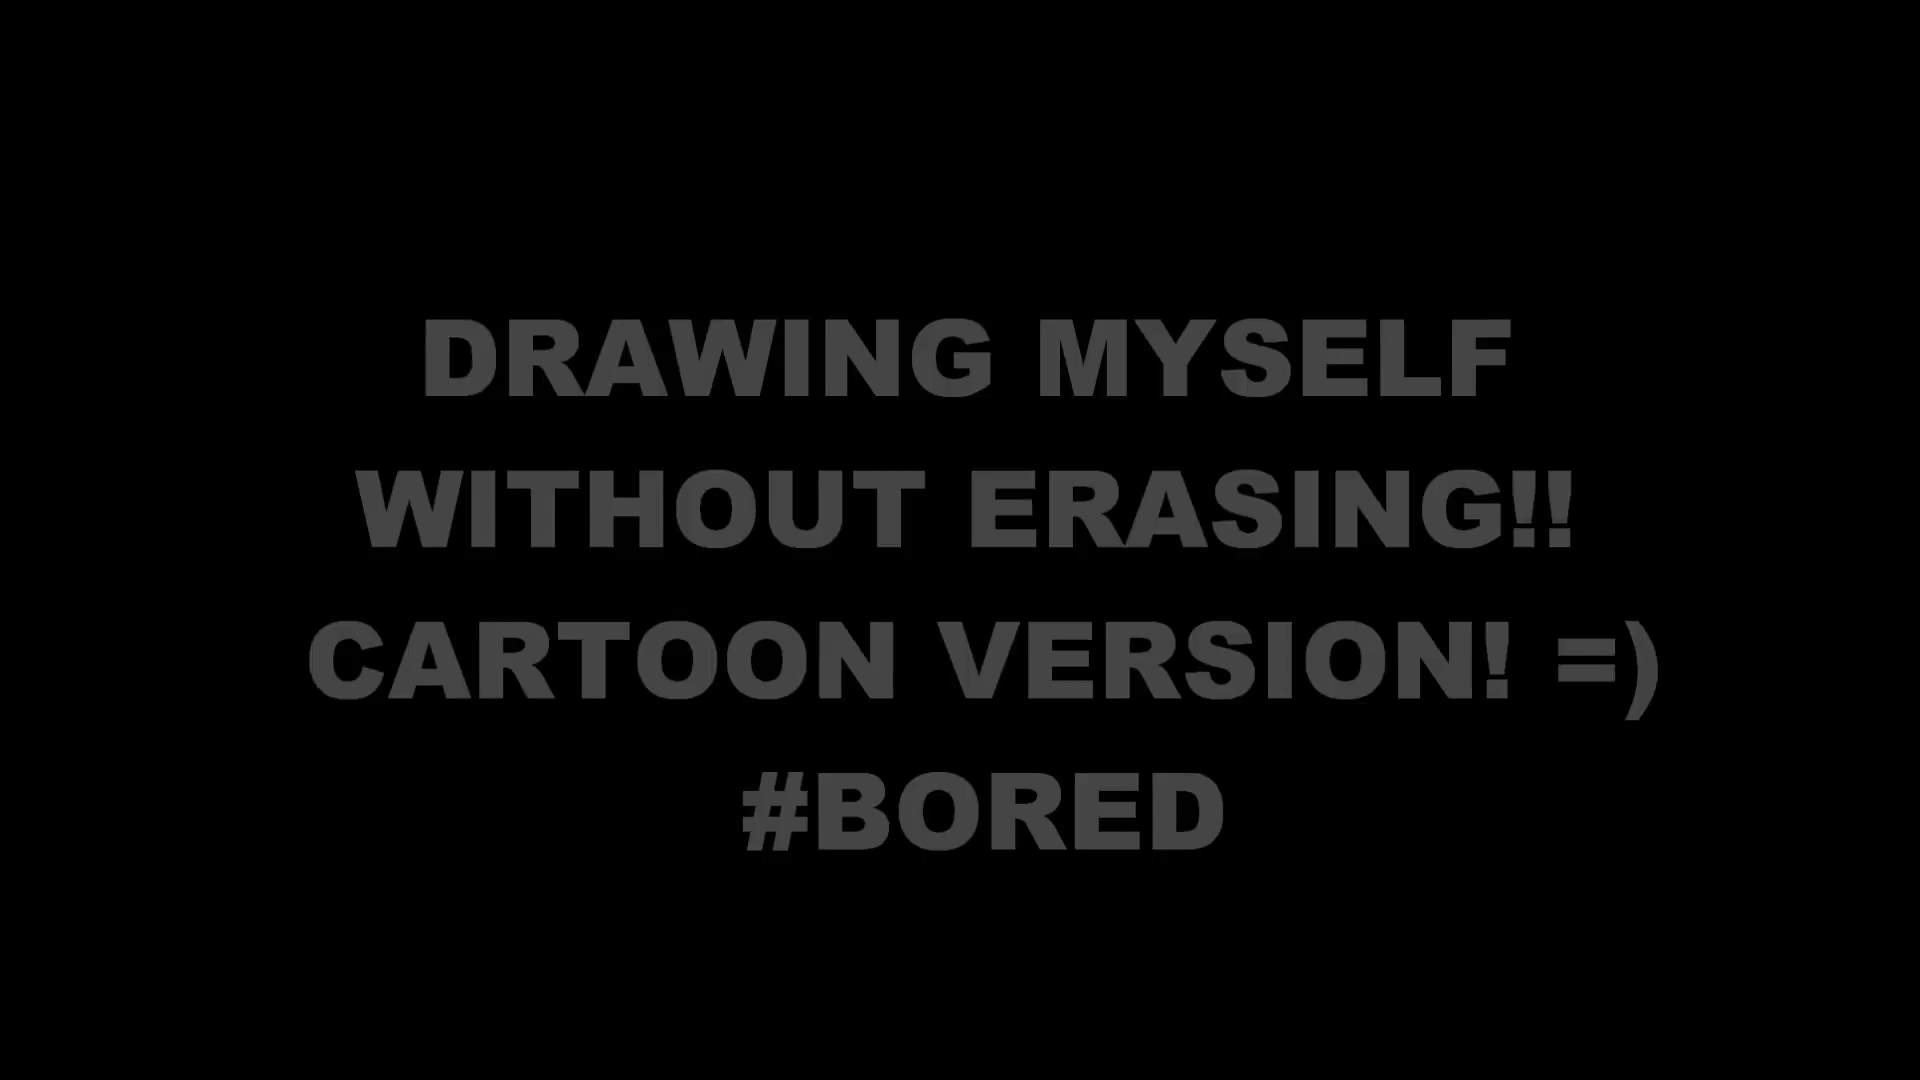 DRAWING MYSELF
WITHOUT ERASING!!
CARTOON VERSION! =)
#BORED